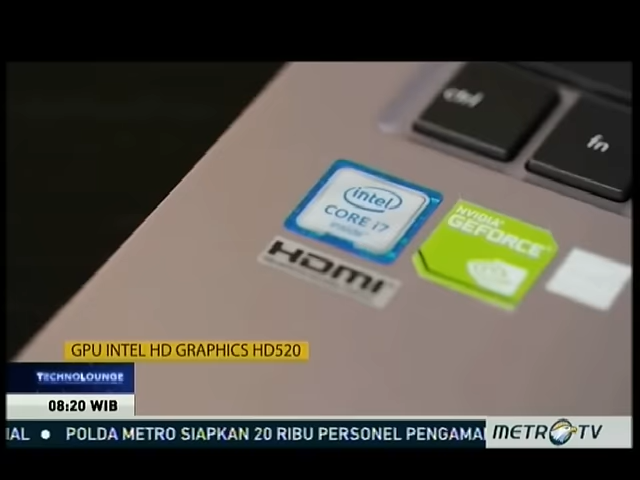 ctrl
fn
intel
CORE i7
inside
NVIDIA
GEFORCE
HDMI
GPU INTEL HD GRAPHICS HD520
TECHNOLOUNGE
08:20 WIB
IAL • POLDA METRO SIAPKAN 20 RIBU PERSONEL PENGAMA
METRO TV